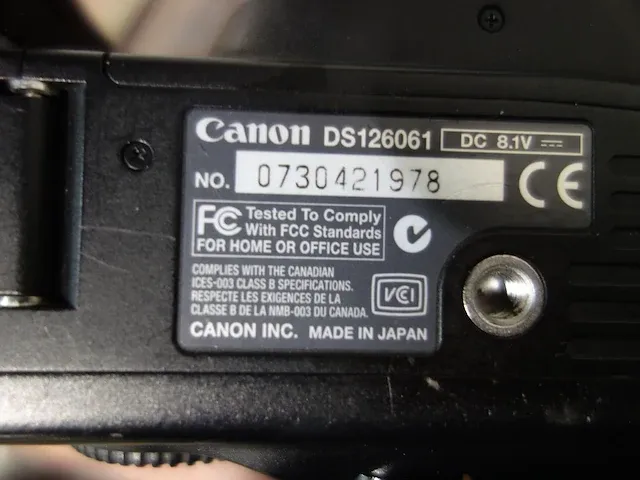 Canon DS126061 DC 8.1V
NO. 0730421978
CE
FC Tested To Comply
With FCC Standards
FOR HOME OR OFFICE USE
COMPLIES WITH THE CANADIAN
ICES-003 CLASS B SPECIFICATIONS.
RESPECTE LES EXIGENCES DE LA
CLASSE B DE LA NMB-003 DU CANADA.
VCI
CANON INC. MADE IN JAPAN